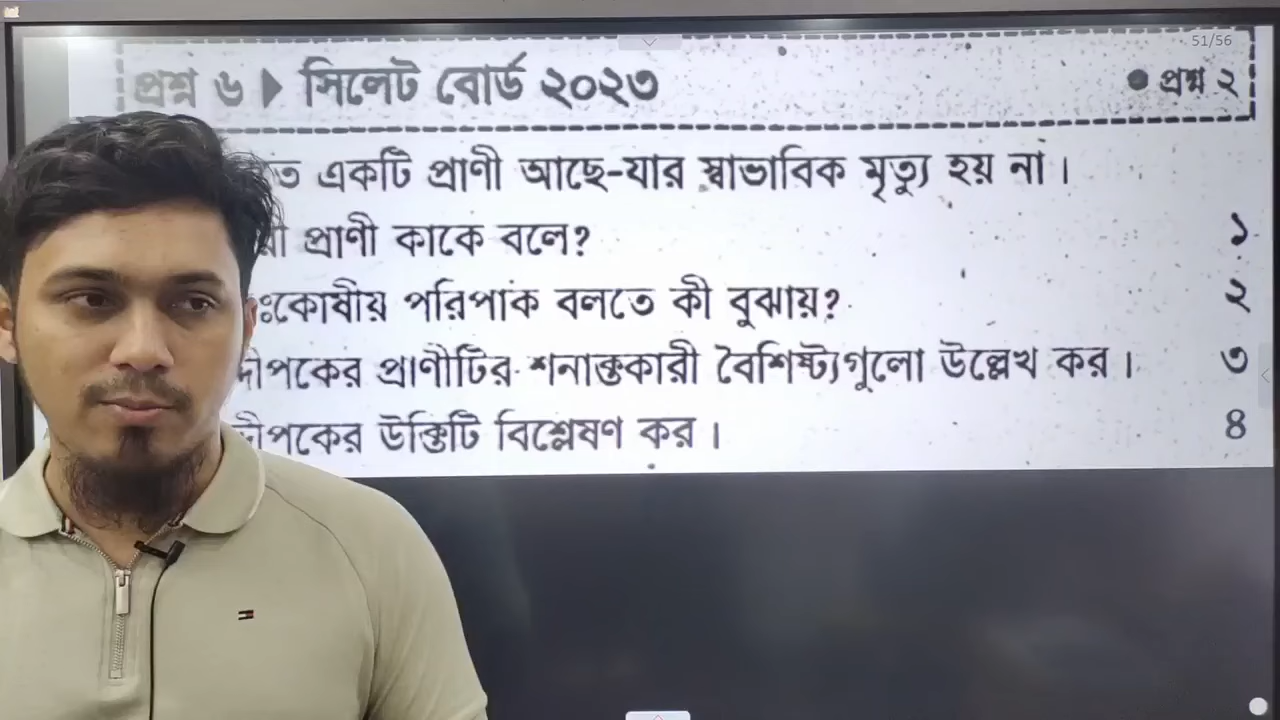 51/56
প্রশ্ন ৬ ▶ সিলেট বোর্ড ২০২৩ ● প্রশ্ন ২
একটি প্রাণী আছে-যার স্বাভাবিক মৃত্যু হয় না।
প্রাণী কাকে বলে? ১
ঃকোষীয় পরিপাক বলতে কী বুঝায়? ২
দীপকের প্রাণীটির শনাক্তকারী বৈশিষ্ট্যগুলো উল্লেখ কর। ৩
দীপকের উক্তিটি বিশ্লেষণ কর। ৪